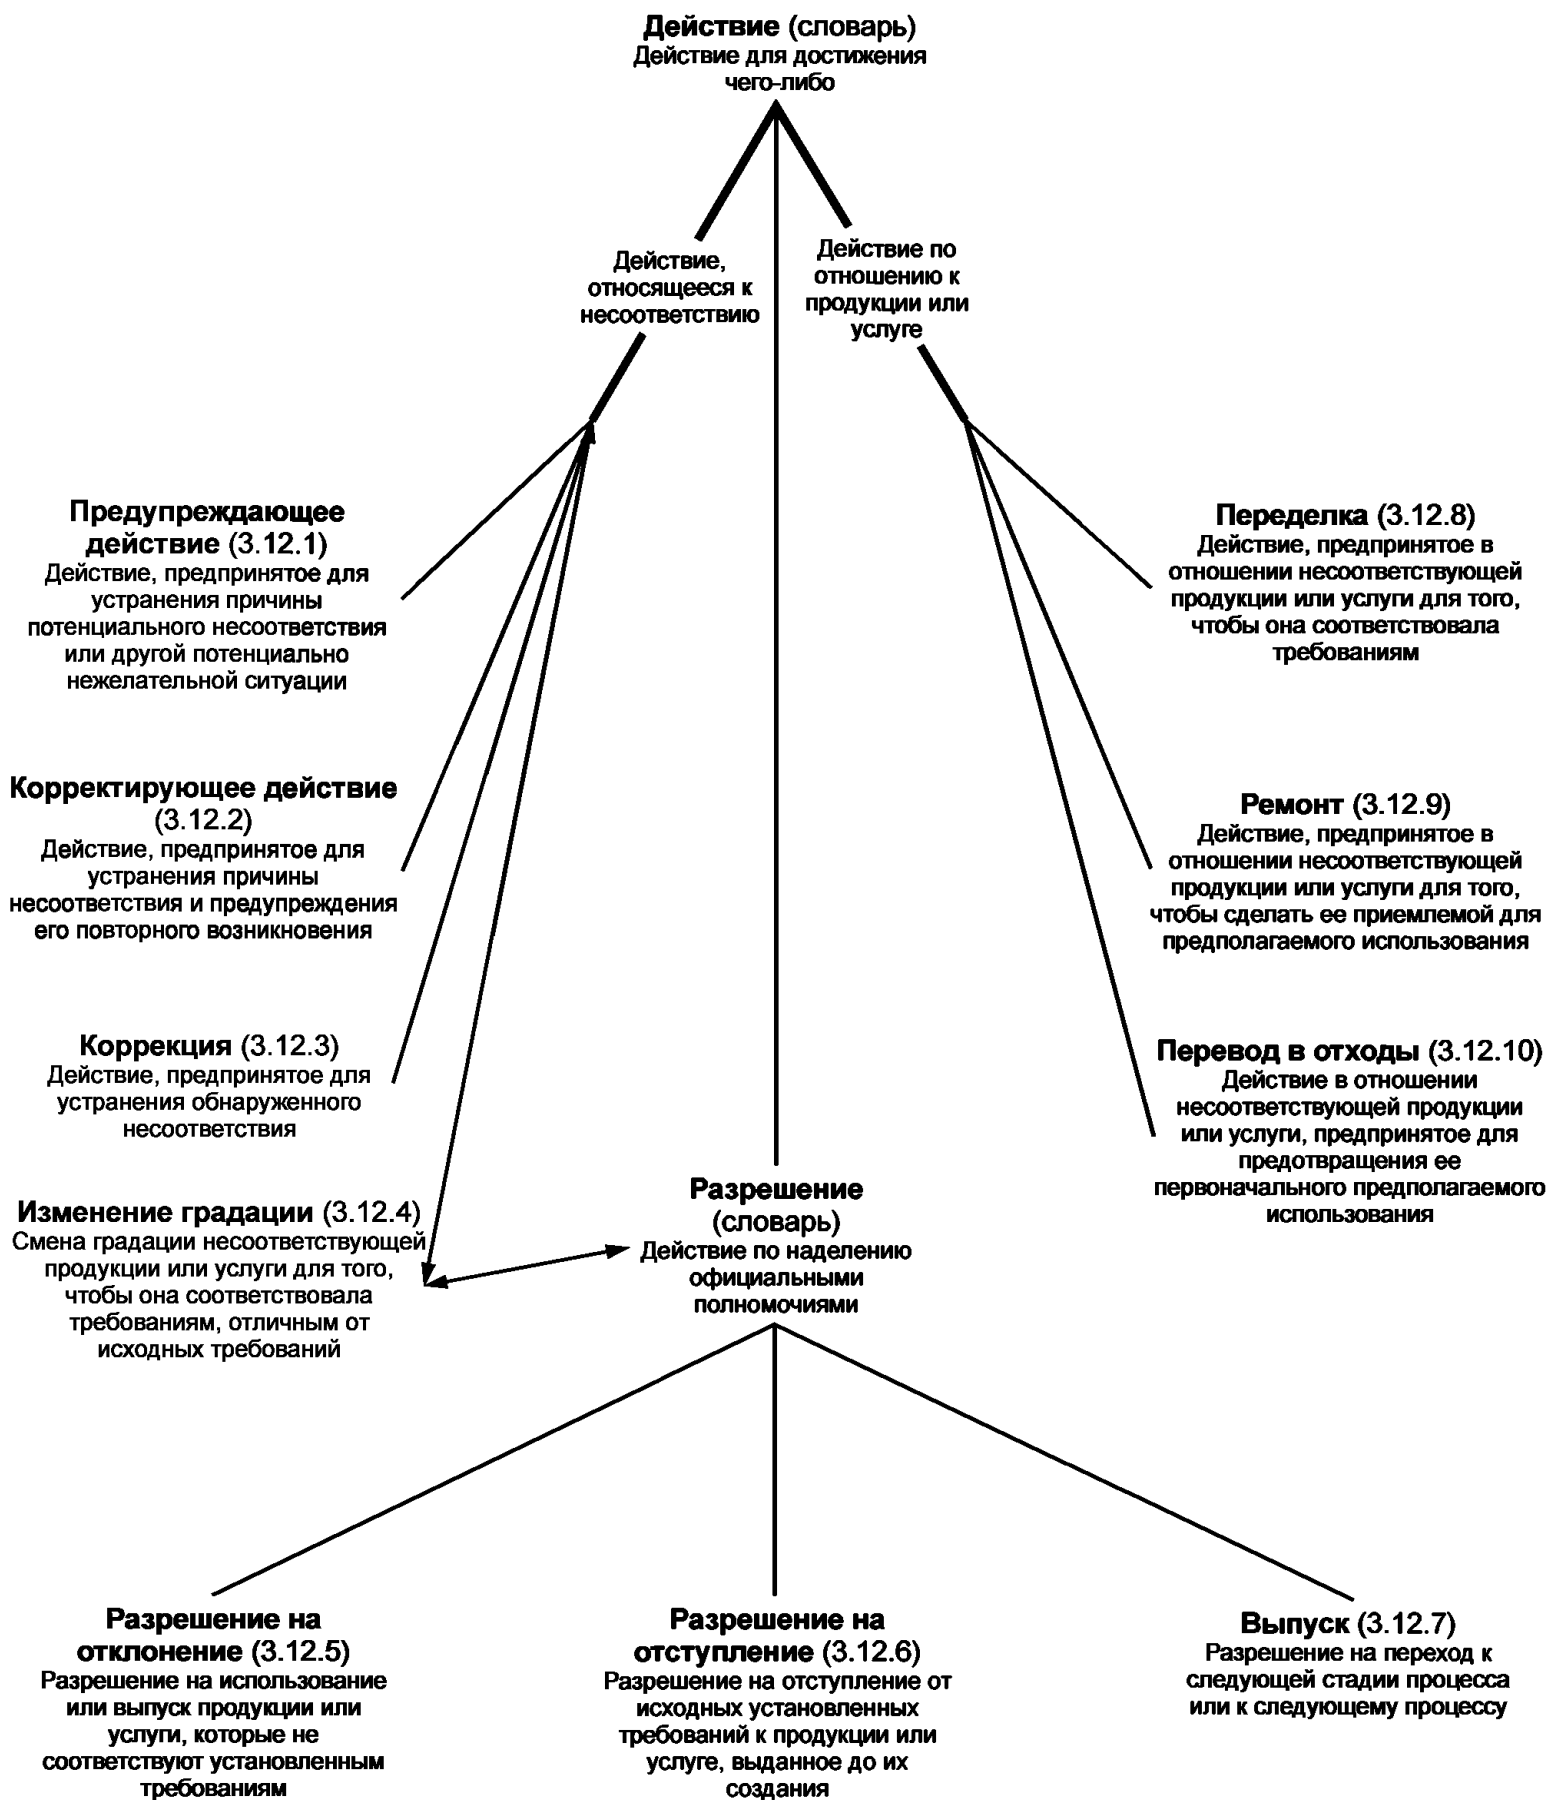 Действие (словарь)
Действие для достижения
чего-либо
Действие,
относящееся к
несоответствию
Действие по
отношению к
продукции или
услуге
Предупреждающее
действие (3.12.1)
Действие, предпринятое для
устранения причины
потенциального несоответствия
или другой потенциально
нежелательной ситуации
Корректирующее действие
(3.12.2)
Действие, предпринятое для
устранения причины
несоответствия и предупреждения
его повторного возникновения
Коррекция (3.12.3)
Действие, предпринятое для
устранения обнаруженного
несоответствия
Изменение градации (3.12.4)
Смена градации несоответствующей
продукции или услуги для того,
чтобы она соответствовала
требованиям, отличным от
исходных требований
Переделка (3.12.8)
Действие, предпринятое в
отношении несоответствующей
продукции или услуги для того,
чтобы она соответствовала
требованиям
Ремонт (3.12.9)
Действие, предпринятое в
отношении несоответствующей
продукции или услуги для того,
чтобы сделать ее приемлемой для
предполагаемого использования
Перевод в отходы (3.12.10)
Действие в отношении
несоответствующей продукции
или услуги, предпринятое для
предотвращения ее
первоначального предполагаемого
использования
Разрешение
(словарь)
Действие по наделению
официальными
полномочиями
Разрешение на
отклонение (3.12.5)
Разрешение на использование
или выпуск продукции или
услуги, которые не
соответствуют установленным
требованиям
Разрешение на
отступление (3.12.6)
Разрешение на отступление от
исходных установленных
требований к продукции или
услуге, выданное до их
создания
Выпуск (3.12.7)
Разрешение на переход к
следующей стадии процесса
или к следующему процессу